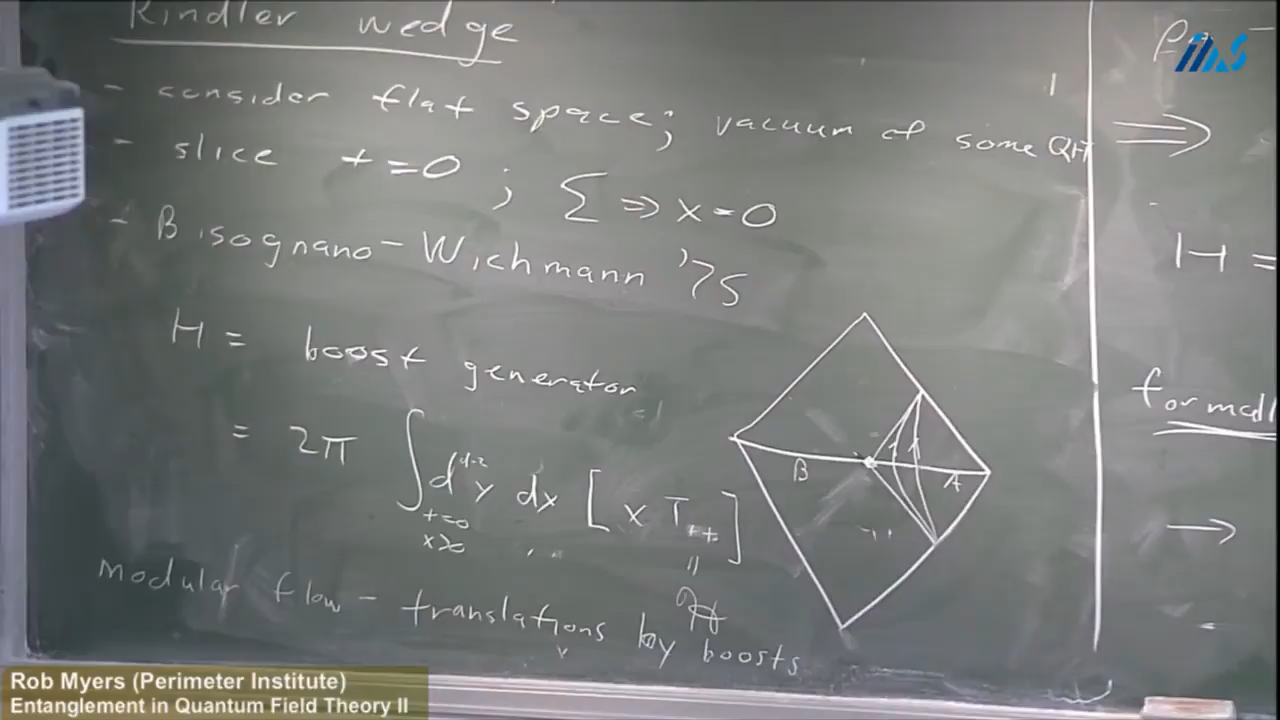 Rindler wedge
- consider flat space; vacuum of some QFT ⟹
- slice t=0 ; Σ ⇒ x=0
- Bisognano-Wichmann '75
H = boost generator
= 2π ∫ d^{d-2}y dx [ x T_{tt} ]
t=0
x>0
B
A
Modular flow - translations by boosts
H =
→
Rob Myers (Perimeter Institute)
Entanglement in Quantum Field Theory II